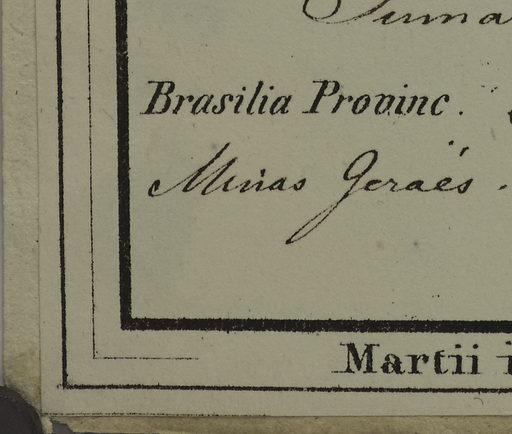 Brasilia Provinc.
Minas Geraës.
Martii i